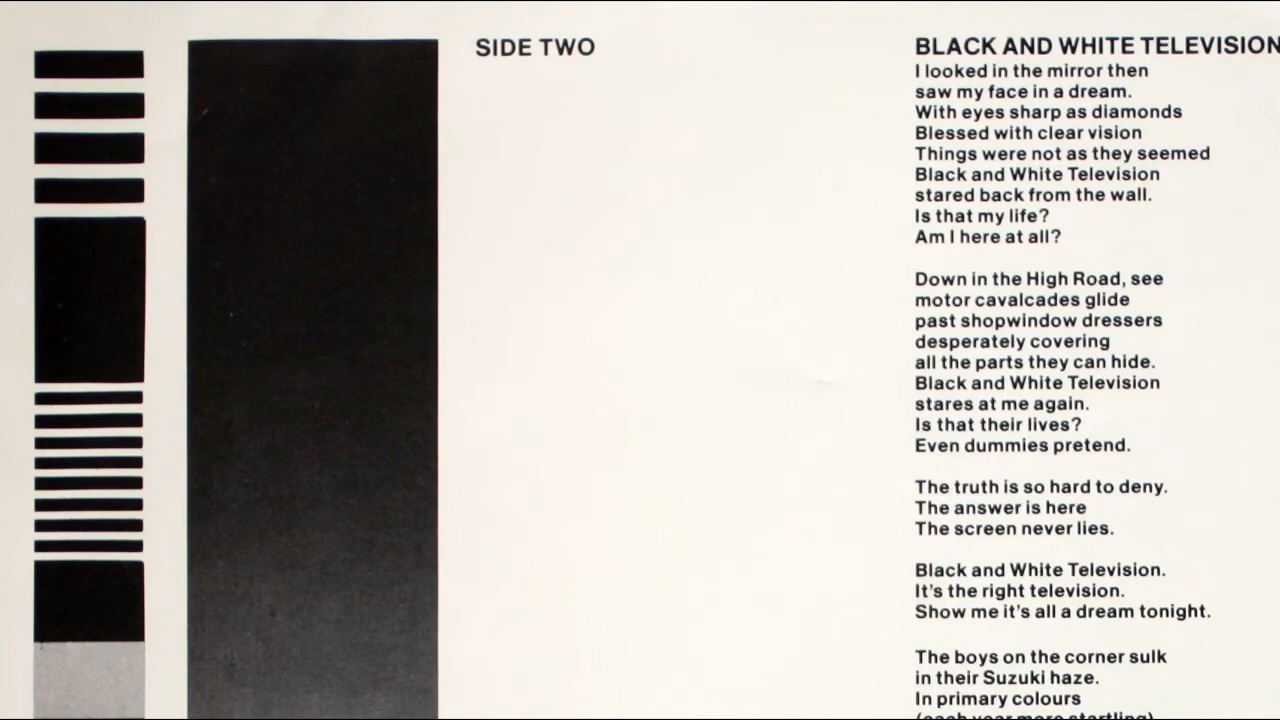 SIDE TWO
BLACK AND WHITE TELEVISION
I looked in the mirror then
saw my face in a dream.
With eyes sharp as diamonds
Blessed with clear vision
Things were not as they seemed
Black and White Television
stared back from the wall.
Is that my life?
Am I here at all?
Down in the High Road, see
motor cavalcades glide
past shopwindow dressers
desperately covering
all the parts they can hide.
Black and White Television
stares at me again.
Is that their lives?
Even dummies pretend.
The truth is so hard to deny.
The answer is here
The screen never lies.
Black and White Television.
It's the right television.
Show me it's all a dream tonight.
The boys on the corner sulk
in their Suzuki haze.
In primary colours
(each year more startling)